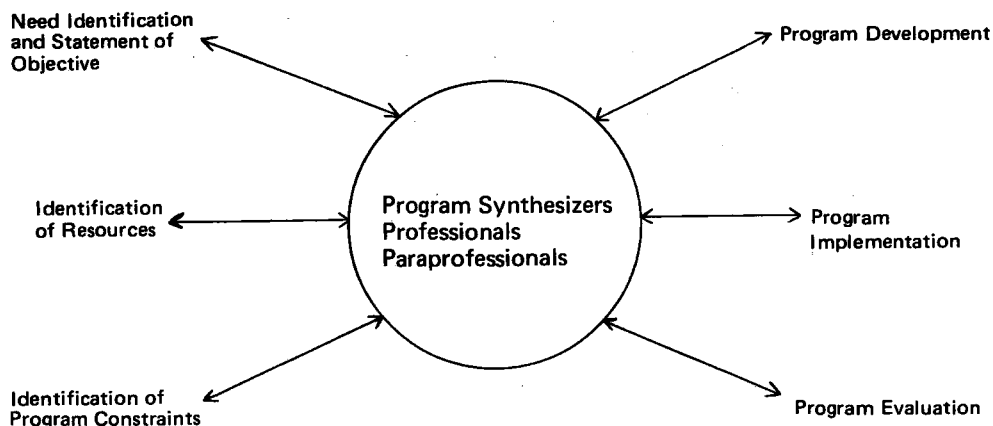 Need Identification
and Statement of
Objective
Program Development
Identification
of Resources
Program Synthesizers
Professionals
Paraprofessionals
Program
Implementation
Identification of
Program Constraints
Program Evaluation